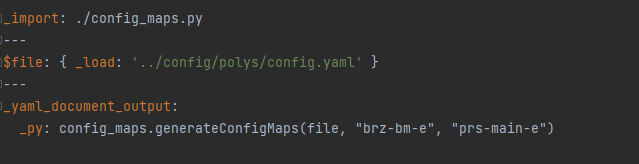 _import: ./config_maps.py
---
$file: { _load: '../config/polys/config.yaml' }
---
_yaml_document_output:
  _py: config_maps.generateConfigMaps(file, "brz-bm-e", "prs-main-e")